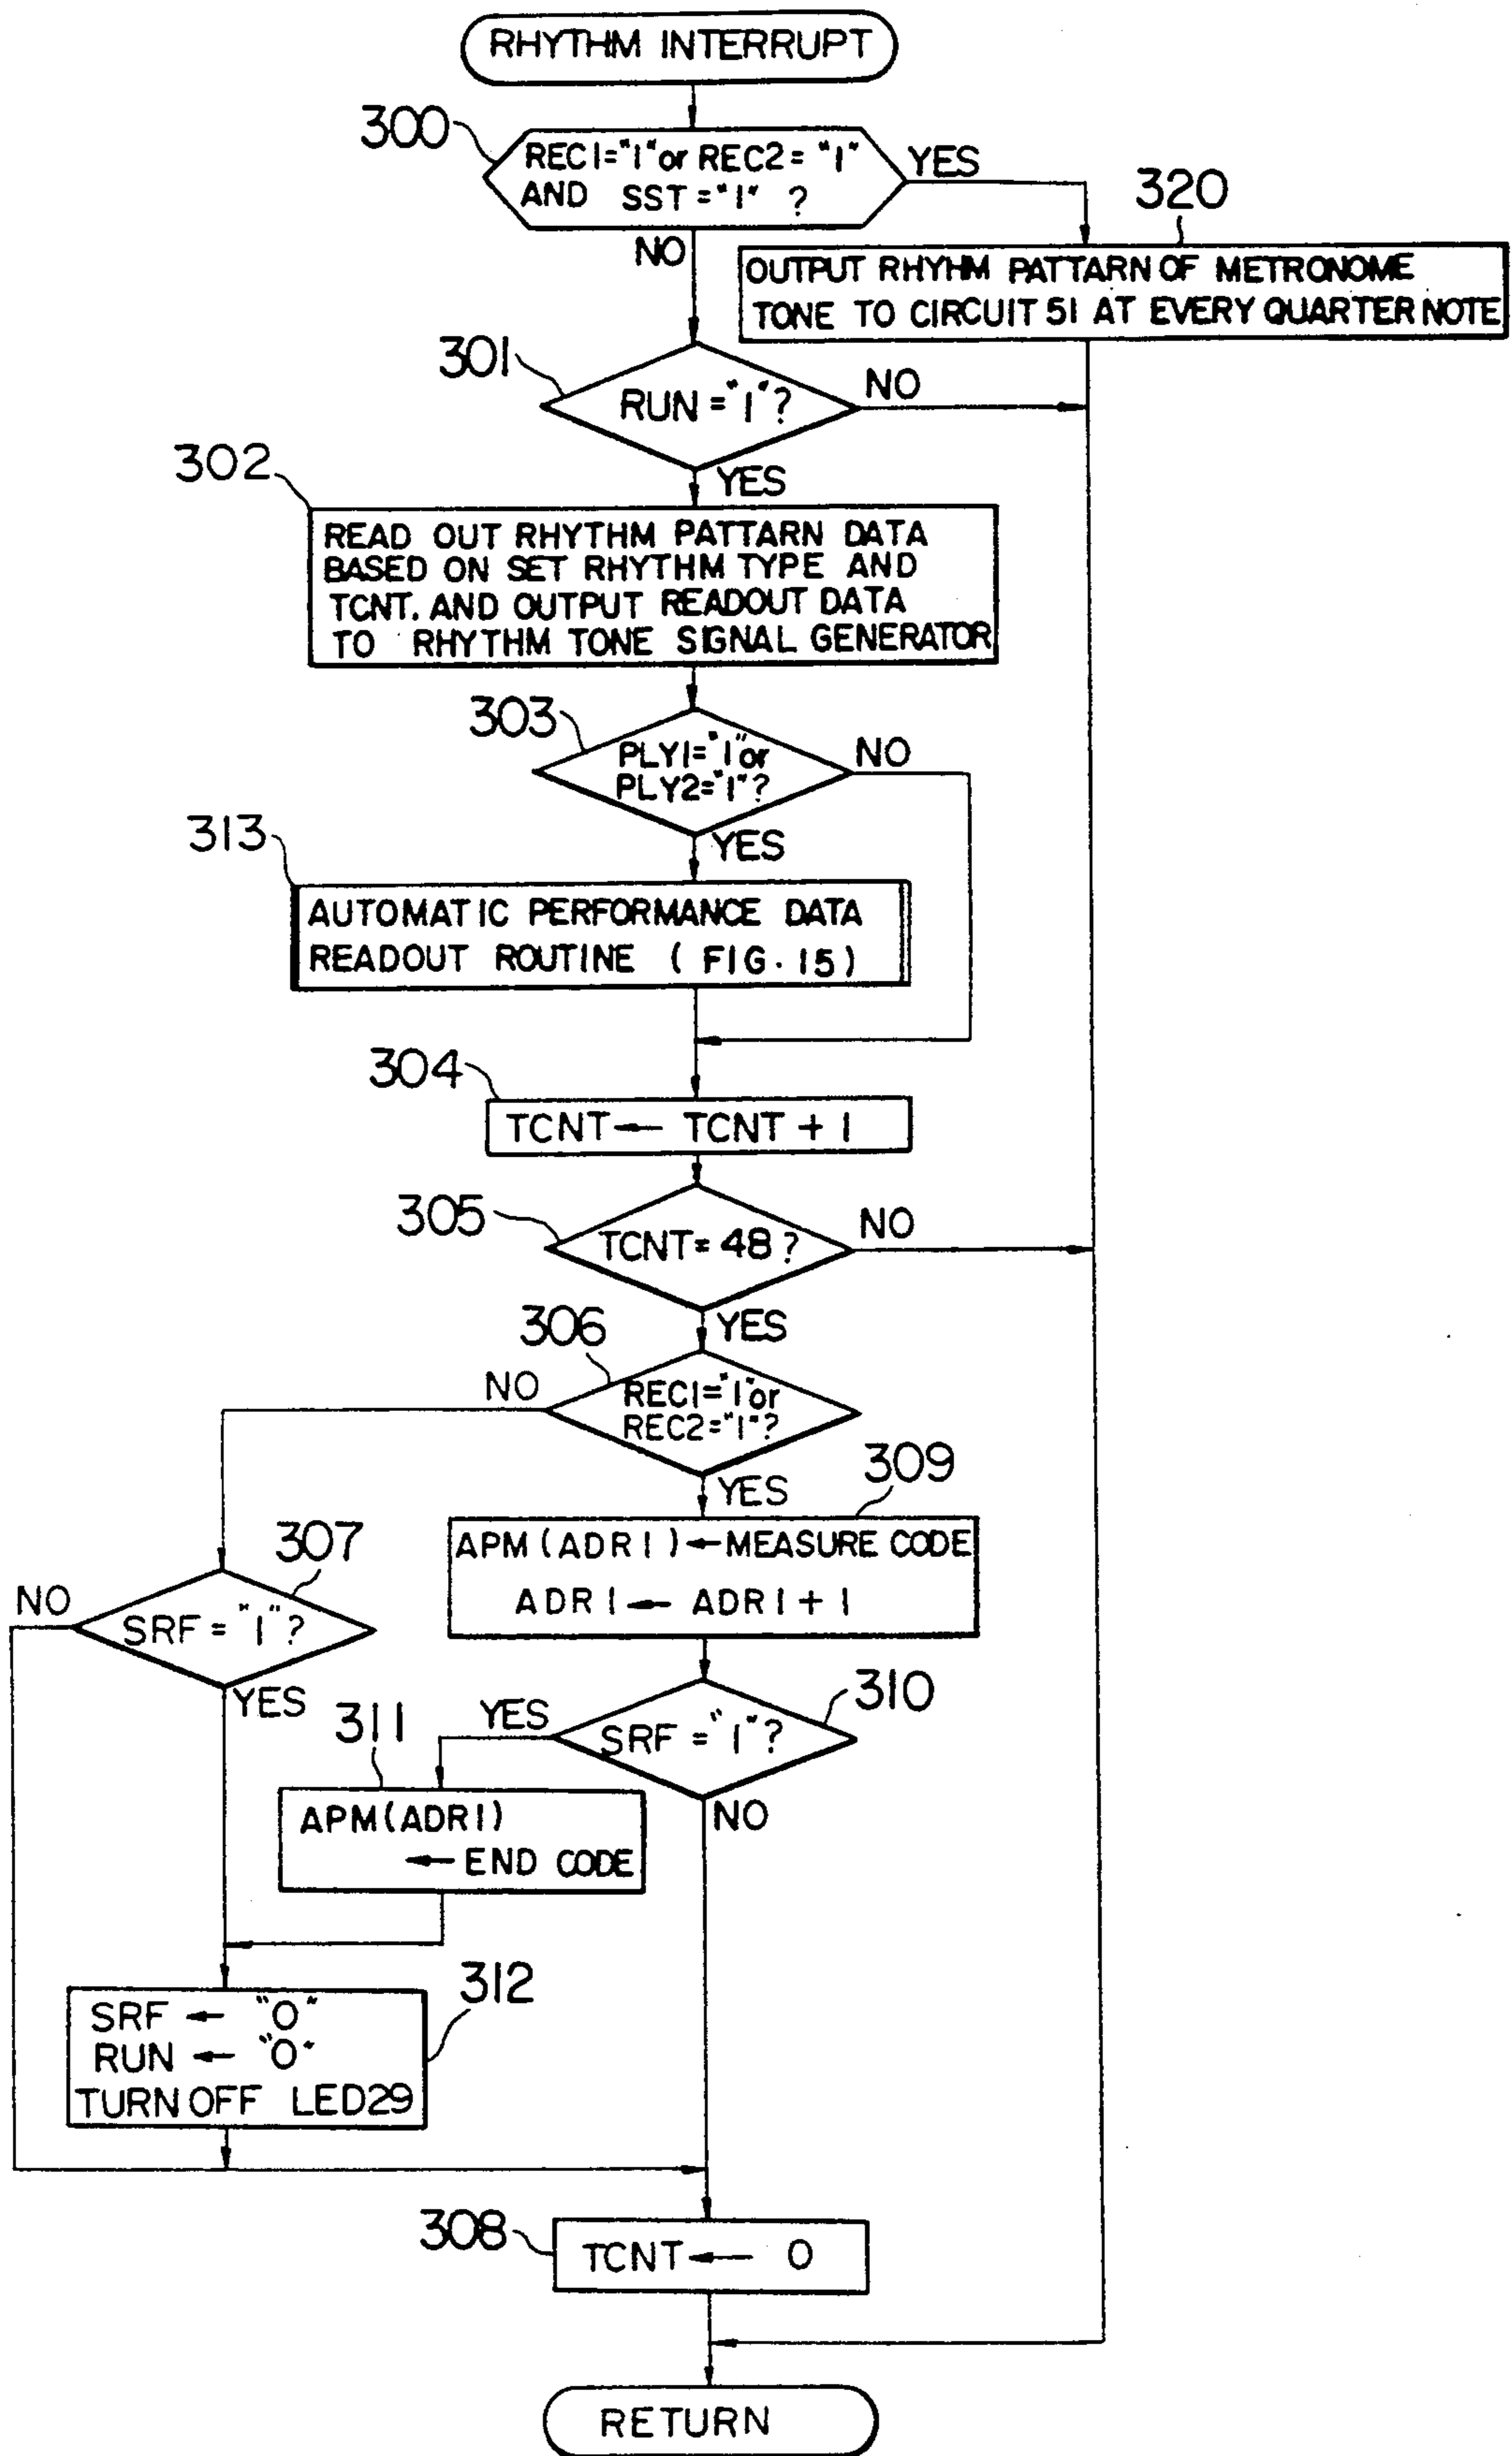 RHYTHM INTERRUPT
300
REC1="1" or REC2="1"
AND SST="1" ?
YES
NO
320
OUTPUT RHYHM PATTARN OF METRONOME
TONE TO CIRCUIT 51 AT EVERY QUARTER NOTE
301
RUN="1"?
NO
YES
302
READ OUT RHYTHM PATTARN DATA
BASED ON SET RHYTHM TYPE AND
TCNT. AND OUTPUT READOUT DATA
TO RHYTHM TONE SIGNAL GENERATOR
303
PLY1="1" or
PLY2="1"?
NO
YES
313
AUTOMATIC PERFORMANCE DATA
READOUT ROUTINE (FIG. 15)
304
TCNT ← TCNT + 1
305
TCNT=48?
NO
YES
306
REC1="1" or
REC2="1"?
NO
YES
309
APM(ADR1)←MEASURE CODE
ADR1 ← ADR1+1
307
SRF="1"?
NO
YES
310
SRF="1"?
YES
NO
311
APM(ADR1)
← END CODE
312
SRF ← "0"
RUN ← "0"
TURN OFF LED29
308
TCNT ← 0
RETURN